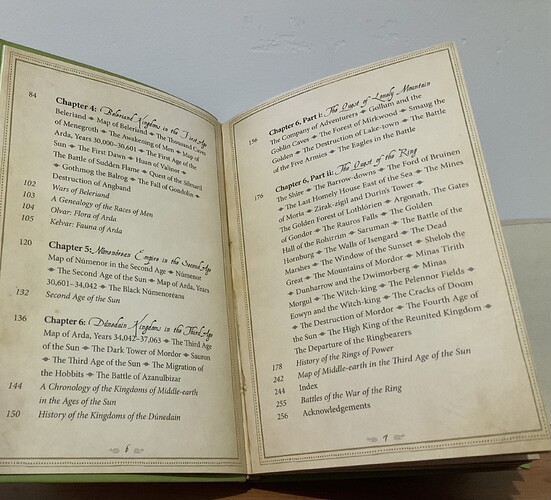 84 Chapter 4: Beleriand Kingdoms in the First Age
Beleriand ◆ Map of Beleriand ◆ The Thousand Caves
of Menegroth ◆ The Awakening of Men ◆ Map of
Arda, Years 30,000–30,601 ◆ The First Age of the
Sun ◆ The First Dawn ◆ Huan of Valinor ◆
The Battle of Sudden Flame ◆ Quest of the Silmaril
◆ Gothmog the Balrog ◆ The Fall of Gondolin ◆
Destruction of Angband
102 Wars of Beleriand
103 A Genealogy of the Races of Men
104 Olvar: Flora of Arda
105 Kelvar: Fauna of Arda
120 Chapter 5: Númenórean Empire in the Second Age
Map of Númenor in the Second Age ◆ Númenor
◆ The Second Age of the Sun ◆ Map of Arda, Years
30,601–34,042 ◆ The Black Númenoreans
132 Second Age of the Sun
136 Chapter 6: Dúnedain Kingdoms in the Third Age
Map of Arda, Years 34,042–37,063 ◆ The Third Age
of the Sun ◆ The Dark Tower of Mordor ◆ Sauron
◆ The Third Age of the Sun ◆ The Migration of
the Hobbits ◆ The Battle of Azanulbizar
144 A Chronology of the Kingdoms of Middle-earth
in the Ages of the Sun
150 History of the Kingdoms of the Dúnedain
8
156 Chapter 6, Part i: The Quest of Lonely Mountain
The Company of Adventurers ◆ Gollum and the
Goblin Caves ◆ The Forest of Mirkwood ◆ Smaug the
Golden ◆ The Destruction of Lake-town ◆ The Battle
of the Five Armies ◆ The Eagles in the Battle
176 Chapter 6, Part ii: The Quest of the Ring
The Shire ◆ The Barrow-downs ◆ The Ford of Bruinen
◆ The Last Homely House East of the Sea ◆ The Mines
of Moria ◆ Zirak-zigil and Durin's Tower ◆
The Golden Forest of Lothlórien ◆ Argonath, The Gates
of Gondor ◆ The Rauros Falls ◆ The Golden
Hall of the Rohirrim ◆ Saruman ◆ The Battle of the
Hornburg ◆ The Walls of Isengard ◆ The Dead
Marshes ◆ The Window of the Sunset ◆ Shelob the
Great ◆ The Mountains of Mordor ◆ Minas Tirith
◆ Dunharrow and the Dwimorberg ◆ Minas
Morgul ◆ The Witch-king ◆ The Pelennor Fields ◆
Eowyn and the Witch-king ◆ The Cracks of Doom
◆ The Destruction of Mordor ◆ The Fourth Age of
the Sun ◆ The High King of the Reunited Kingdom ◆
The Departure of the Ringbearers
178 History of the Rings of Power
242 Map of Middle-earth in the Third Age of the Sun
244 Index
255 Battles of the War of the Ring
256 Acknowledgements
9